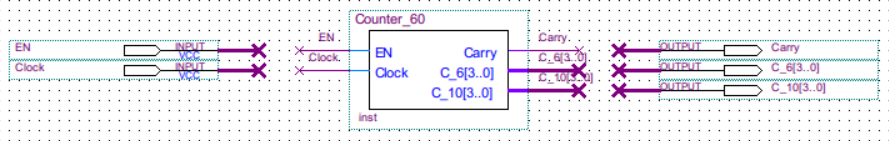 Counter_60
EN INPUT VCC EN EN Carry Carry. OUTPUT Carry
Clock INPUT VCC Clock. Clock C_6[3..0] C_6[3..0] OUTPUT C_6[3..0]
C_10[3..0] C_10[3..0] OUTPUT C_10[3..0]
inst